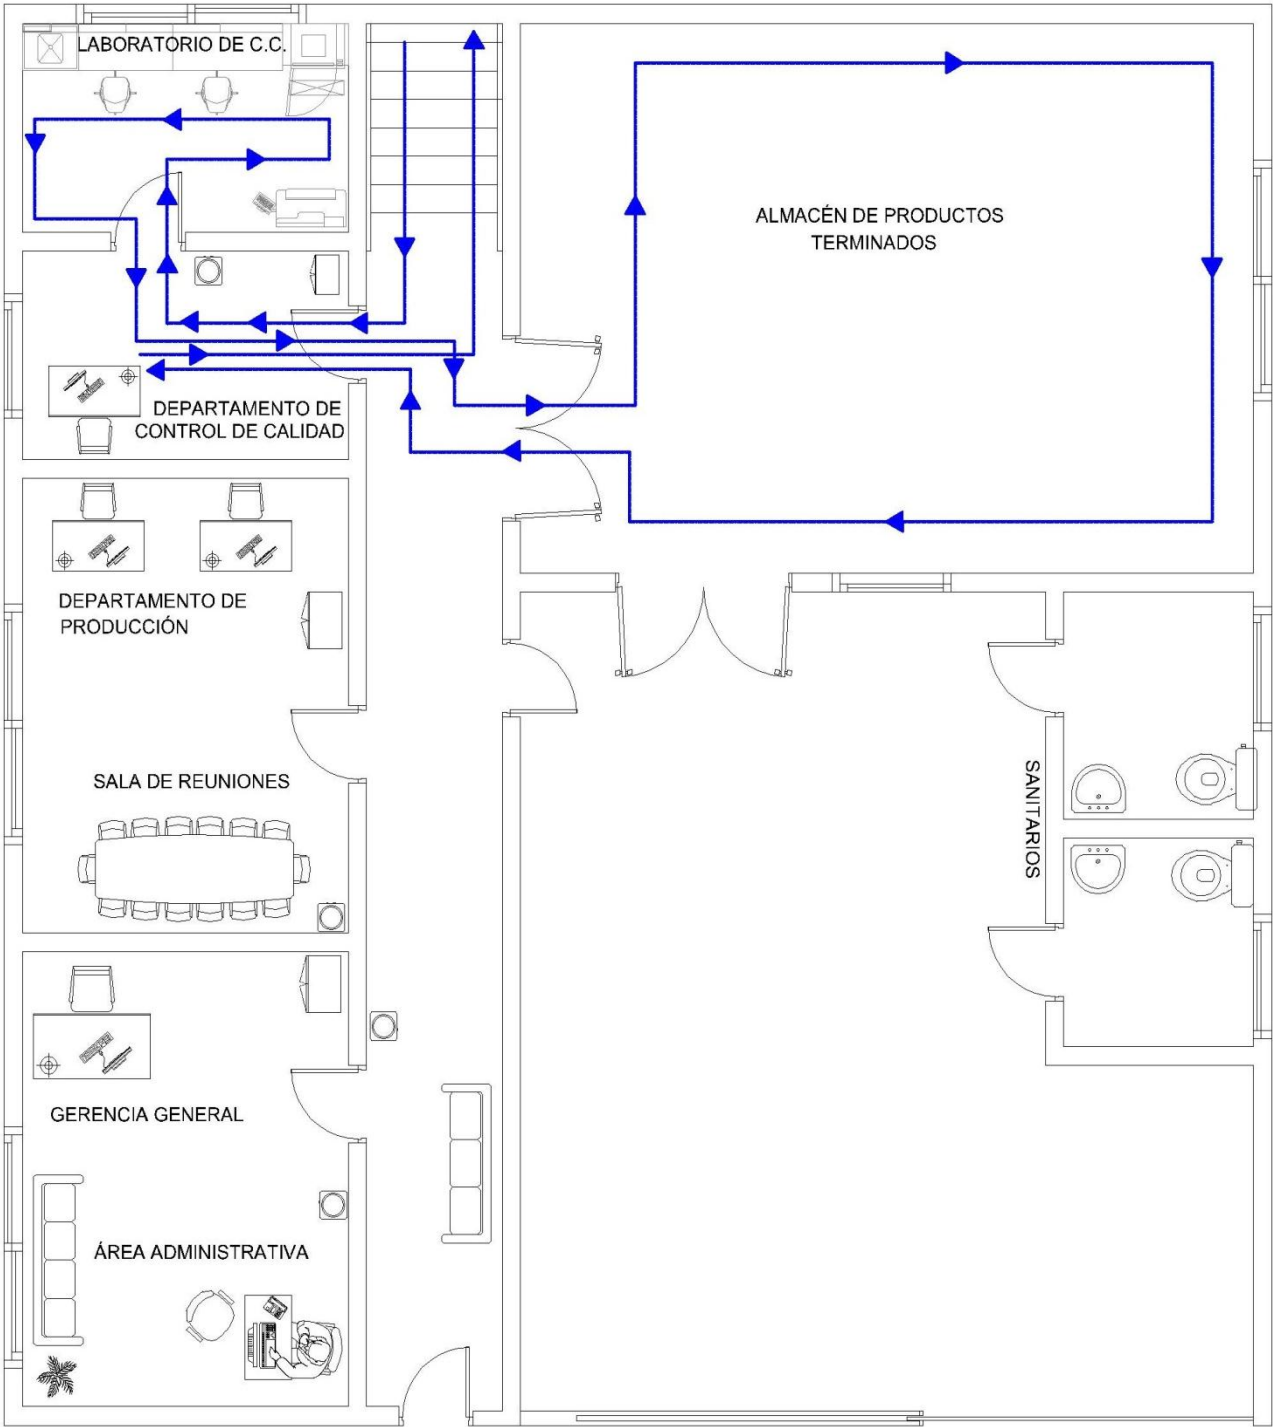 LABORATORIO DE C.C.
ALMACÉN DE PRODUCTOS
TERMINADOS
DEPARTAMENTO DE
CONTROL DE CALIDAD
DEPARTAMENTO DE
PRODUCCIÓN
SALA DE REUNIONES
SANITARIOS
GERENCIA GENERAL
ÁREA ADMINISTRATIVA